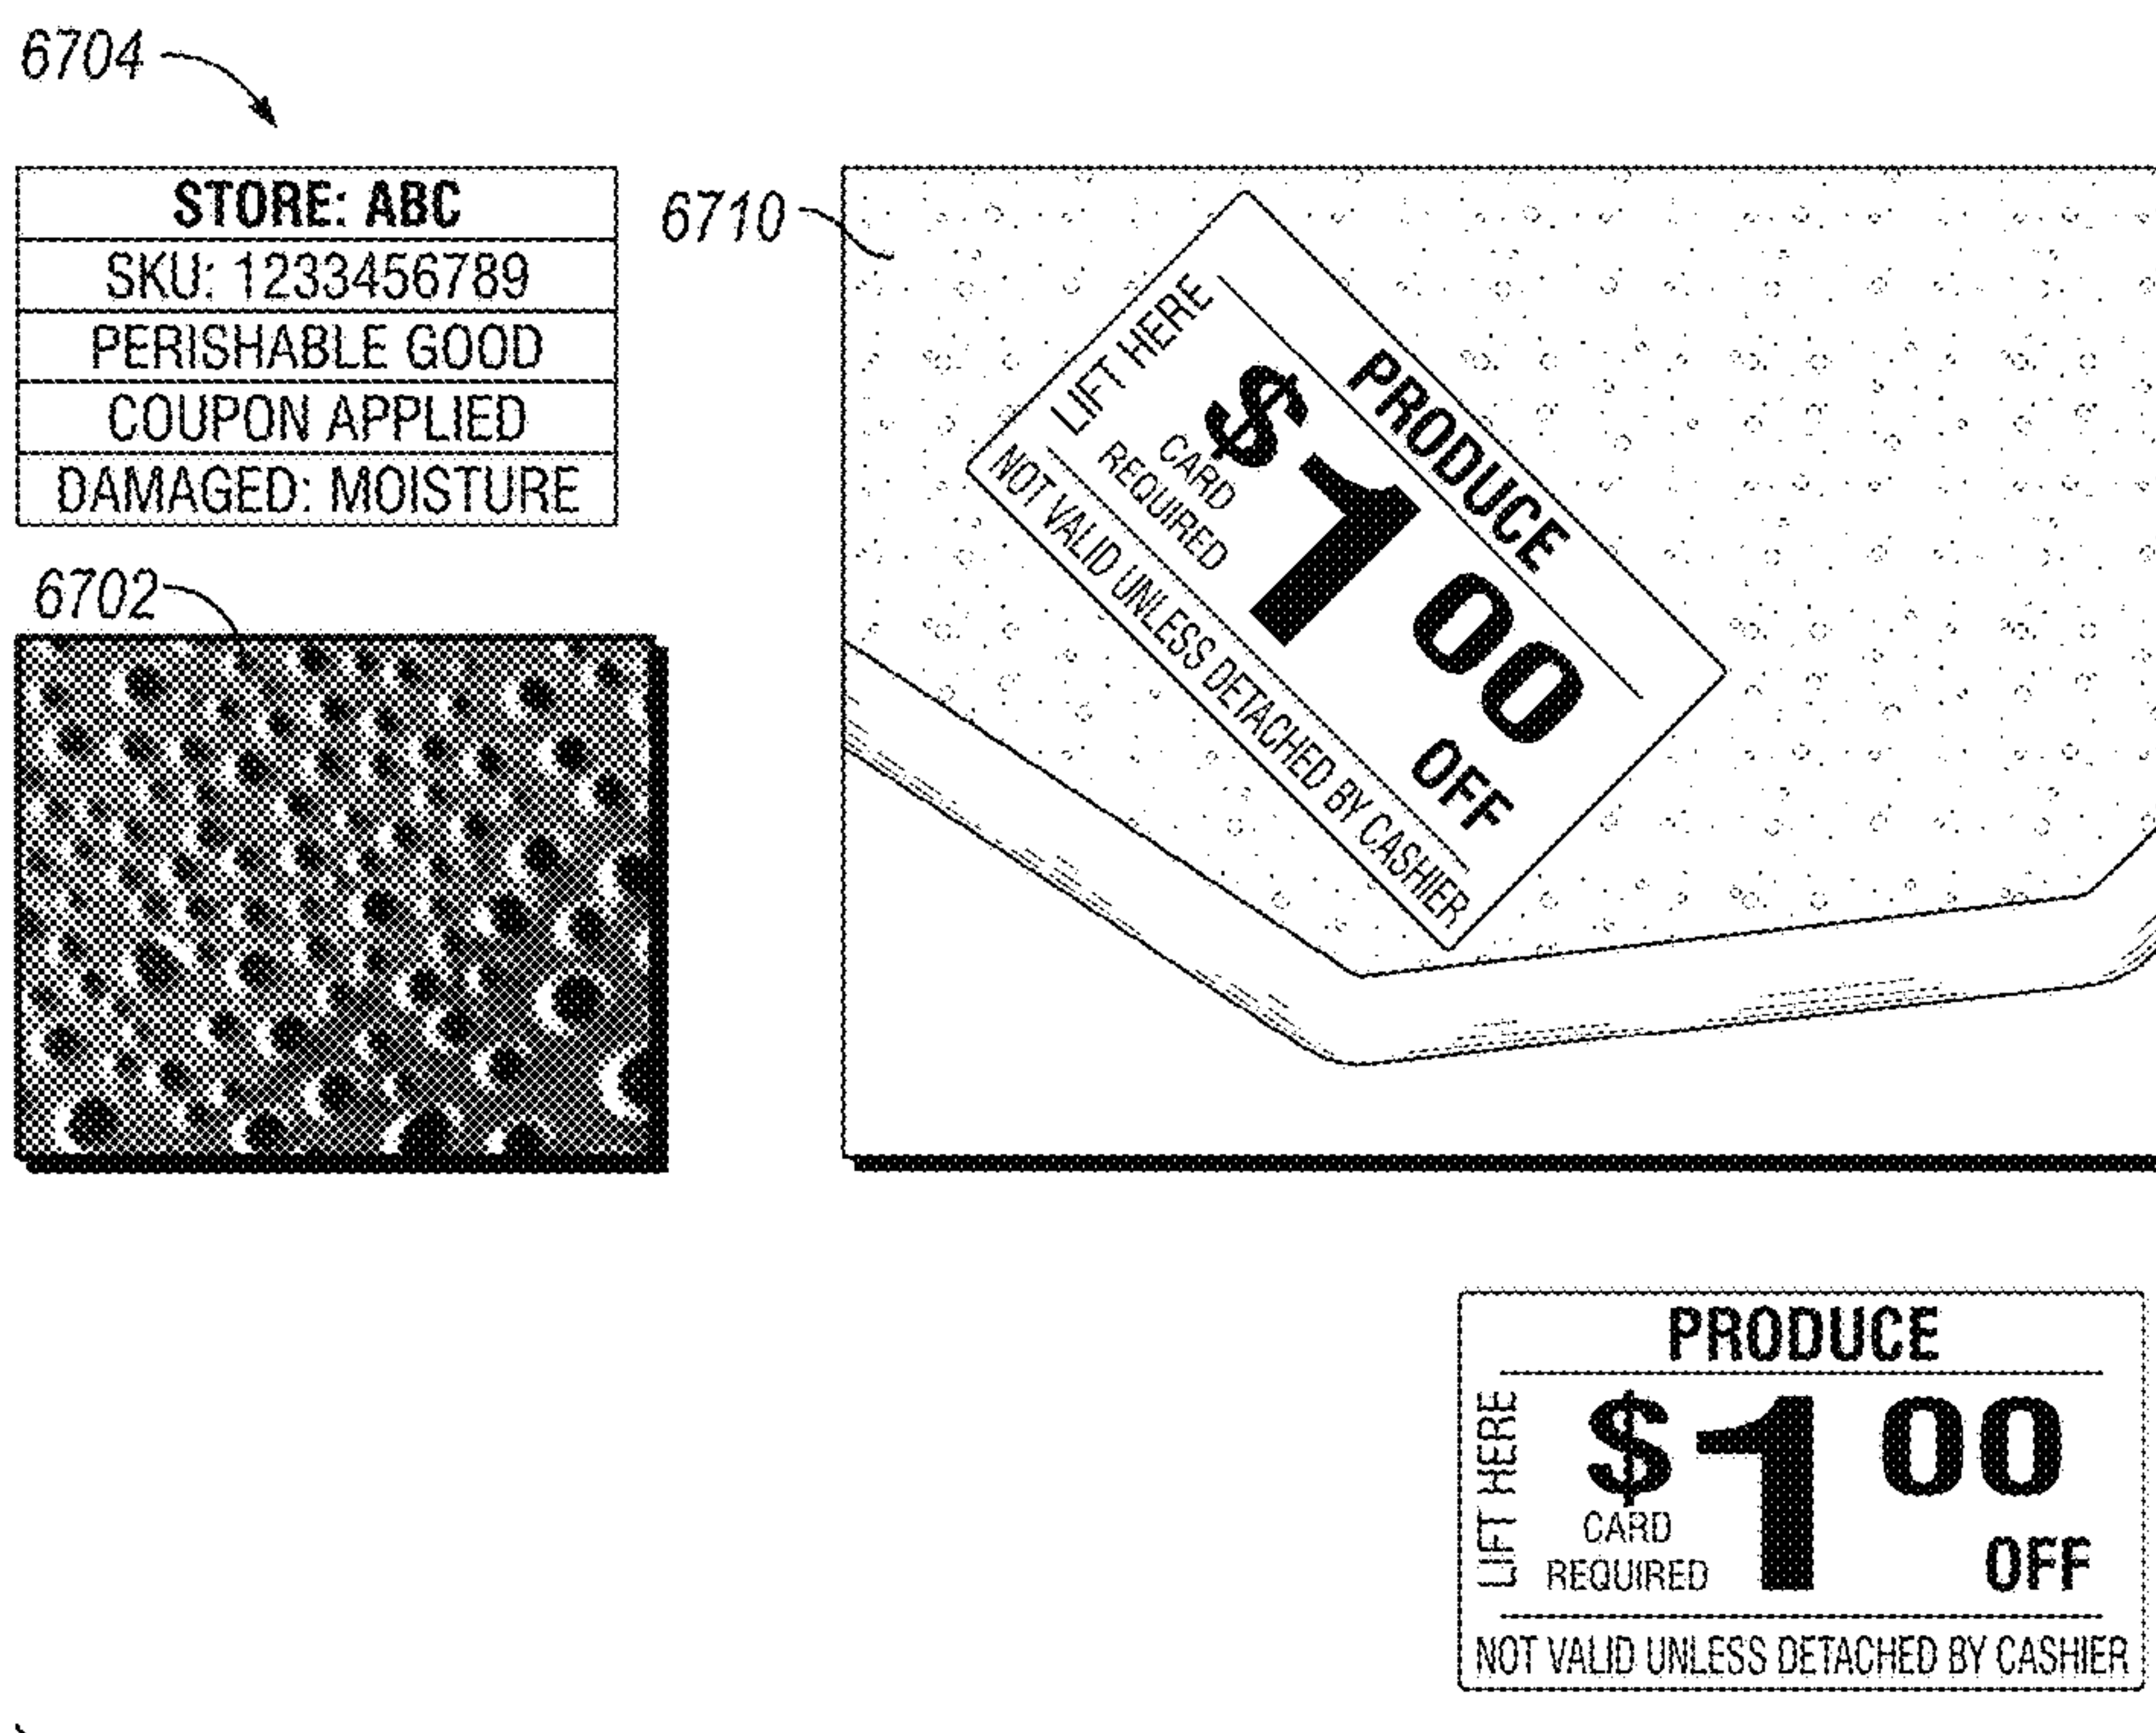 6704
STORE: ABC
SKU: 1233456789
PERISHABLE GOOD
COUPON APPLIED
DAMAGED: MOISTURE
6702
6710
PRODUCE
LIFT HERE
$1 00
CARD
REQUIRED
OFF
NOT VALID UNLESS DETACHED BY CASHIER
PRODUCE
LIFT HERE
$1 00
CARD
REQUIRED
OFF
NOT VALID UNLESS DETACHED BY CASHIER